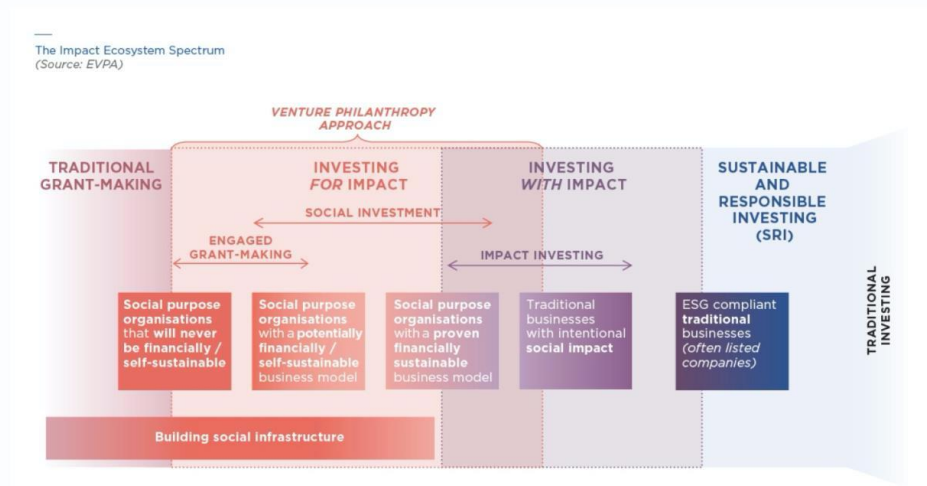 The Impact Ecosystem Spectrum
(Source: EVPA)
VENTURE PHILANTHROPY
APPROACH
TRADITIONAL
GRANT-MAKING
INVESTING
FOR IMPACT
INVESTING
WITH IMPACT
SUSTAINABLE
AND
RESPONSIBLE
INVESTING
(SRI)
SOCIAL INVESTMENT
ENGAGED
GRANT-MAKING
IMPACT INVESTING
TRADITIONAL
INVESTING
Social purpose
organisations
that will never
be financially /
self-sustainable
Social purpose
organisations
with a potentially
financially /
self-sustainable
business model
Social purpose
organisations
with a proven
financially
sustainable
business model
Traditional
businesses
with intentional
social impact
ESG compliant
traditional
businesses
(often listed
companies)
Building social infrastructure